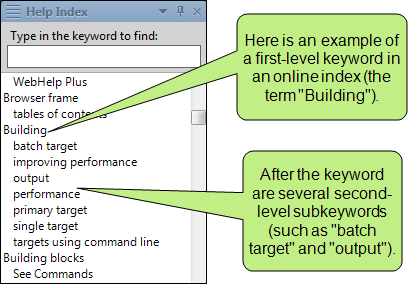 Help Index
Type in the keyword to find:
WebHelp Plus
Browser frame
tables of contents
Building
batch target
improving performance
output
performance
primary target
single target
targets using command line
Building blocks
See Commands
Here is an example of
a first-level keyword in
an online index (the
term "Building").
After the keyword
are several second-
level subkeywords
(such as "batch
target" and "output").